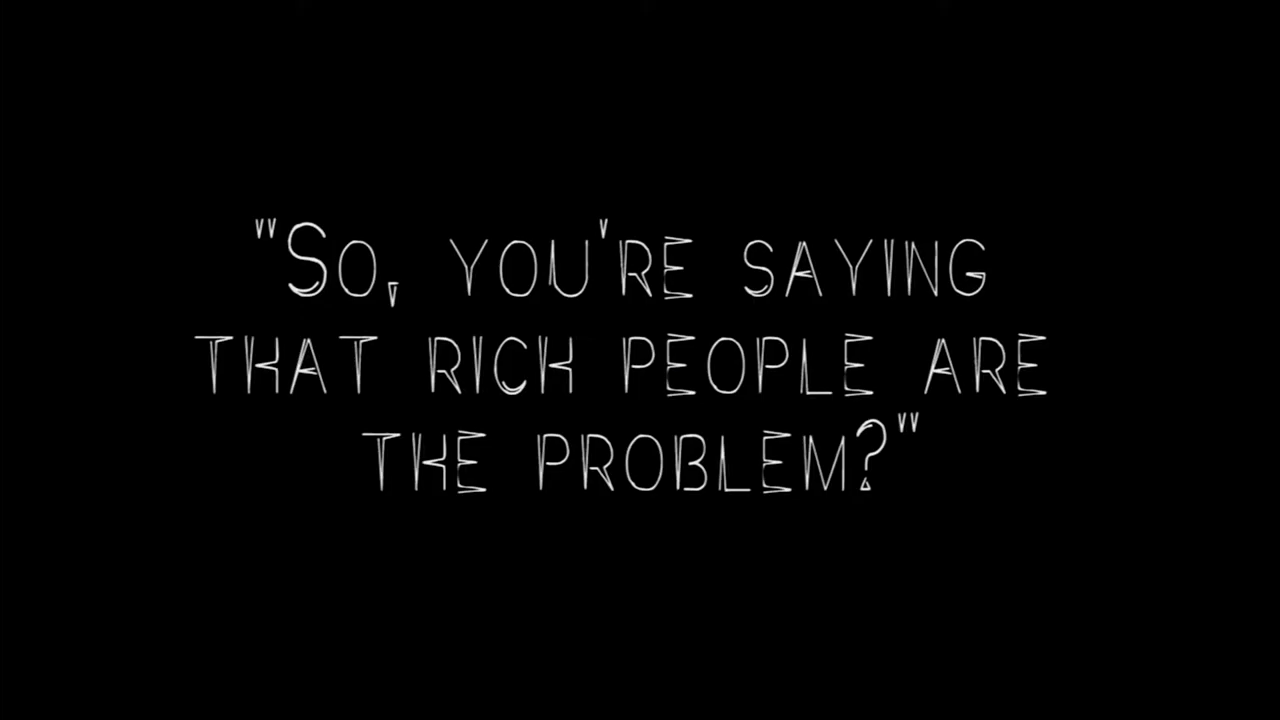 "So, you're saying
that rich people are
the problem?"